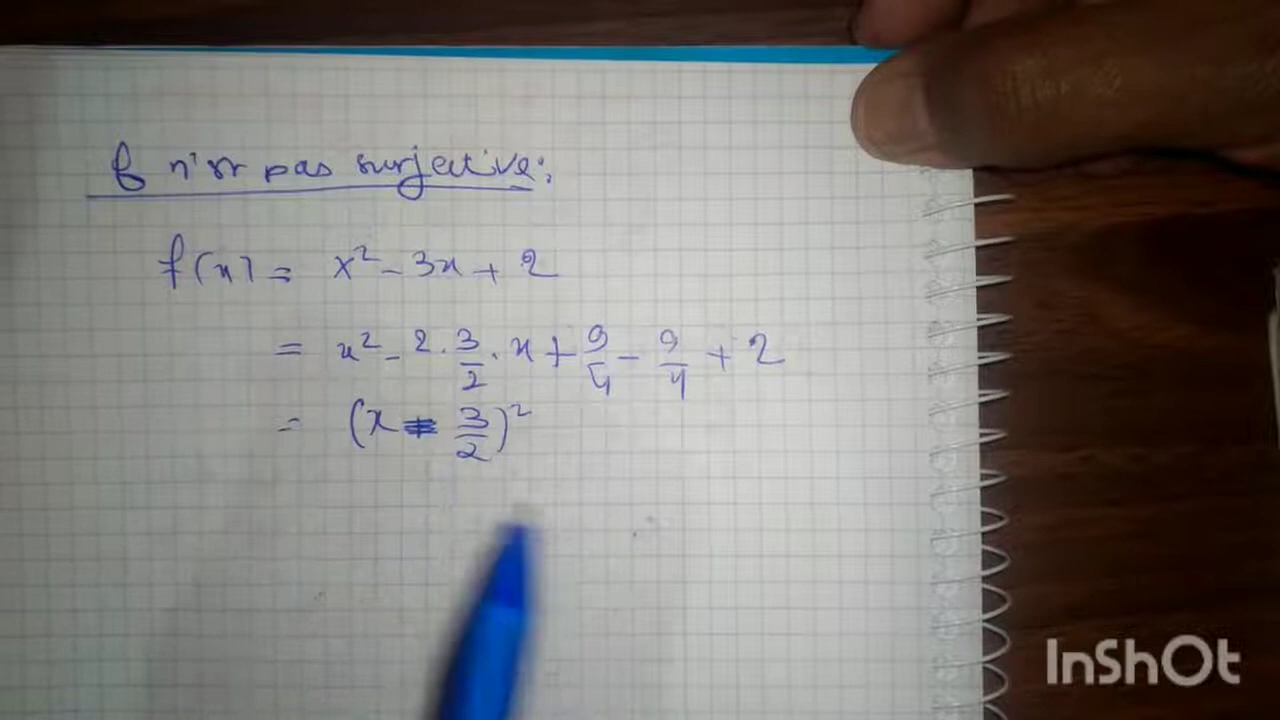 f n'est pas surjective:
f(x) = x² - 3x + 2
= x² - 2 · 3/2 · x + 9/4 - 9/4 + 2
= (x - 3/2)²
InShOt